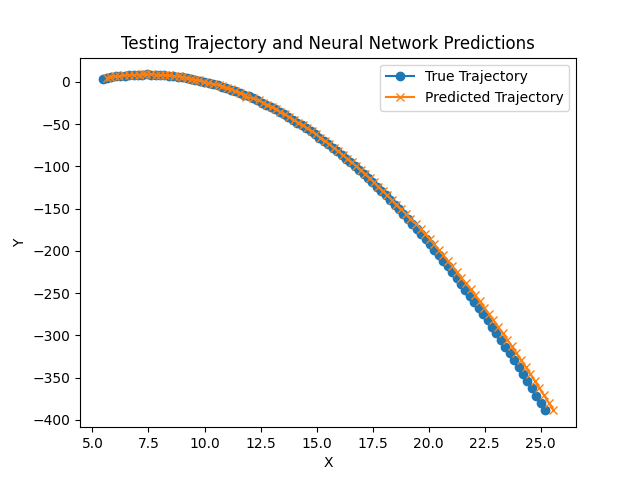 Testing Trajectory and Neural Network Predictions
True Trajectory
Predicted Trajectory
0
−50
−100
−150
−200
−250
−300
−350
−400
Y
5.0 7.5 10.0 12.5 15.0 17.5 20.0 22.5 25.0
X